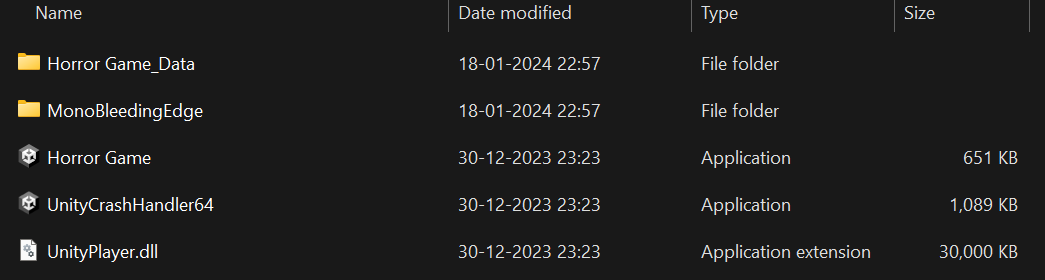 Name Date modified Type Size
Horror Game_Data 18-01-2024 22:57 File folder
MonoBleedingEdge 18-01-2024 22:57 File folder
Horror Game 30-12-2023 23:23 Application 651 KB
UnityCrashHandler64 30-12-2023 23:23 Application 1,089 KB
UnityPlayer.dll 30-12-2023 23:23 Application extension 30,000 KB